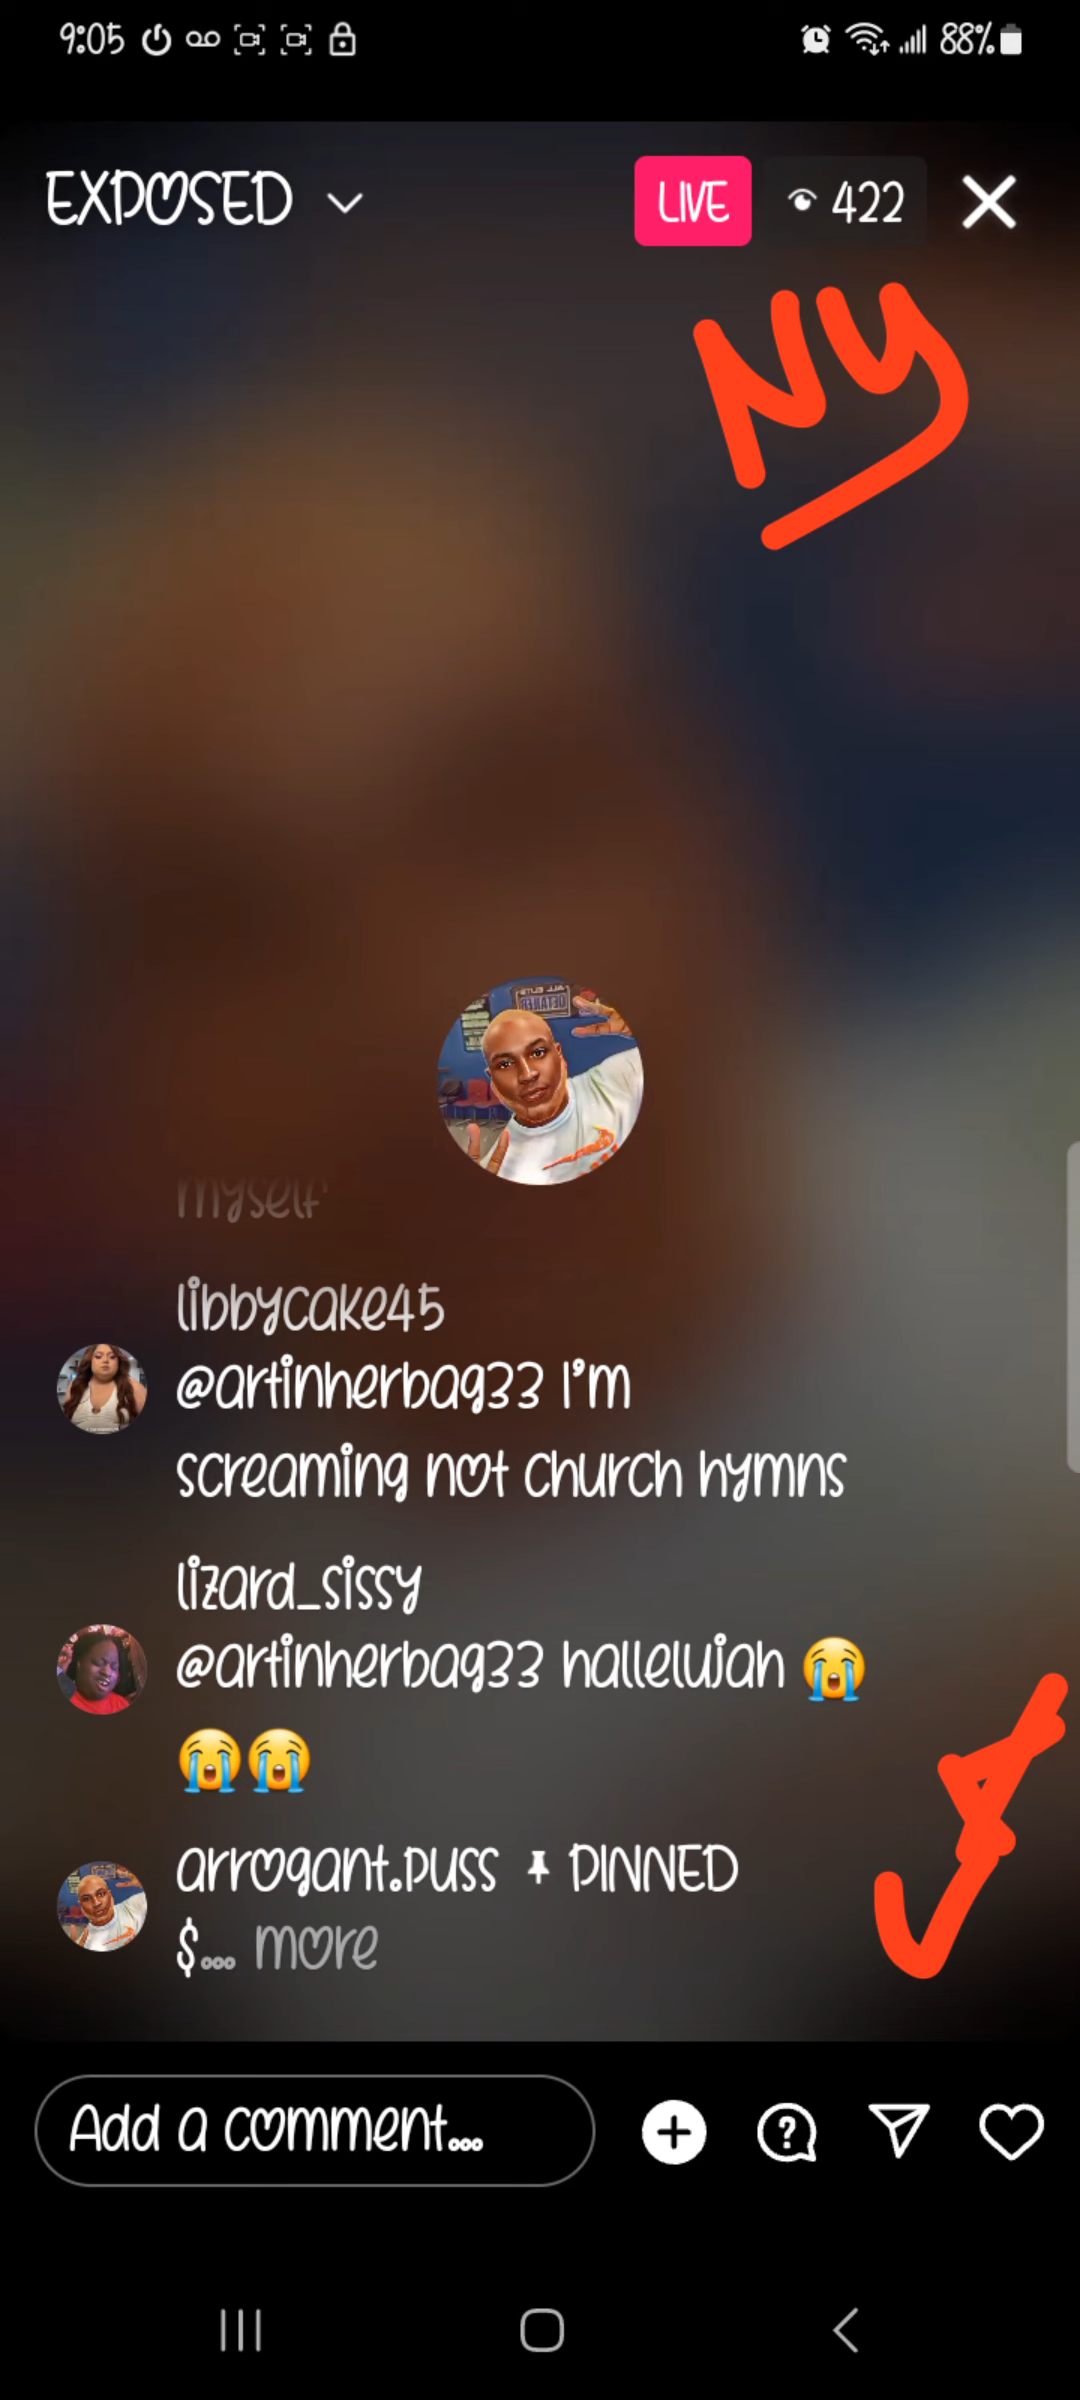 9:05
88%
EXPOSED
LIVE
422
NY
myself
libbycake45
@artinherbag33 I'm
screaming not church hymns
lizard_sissy
@artinherbag33 hallelujah 😭
😭😭
arrogant.puss PINNED
$... more
Add a comment...